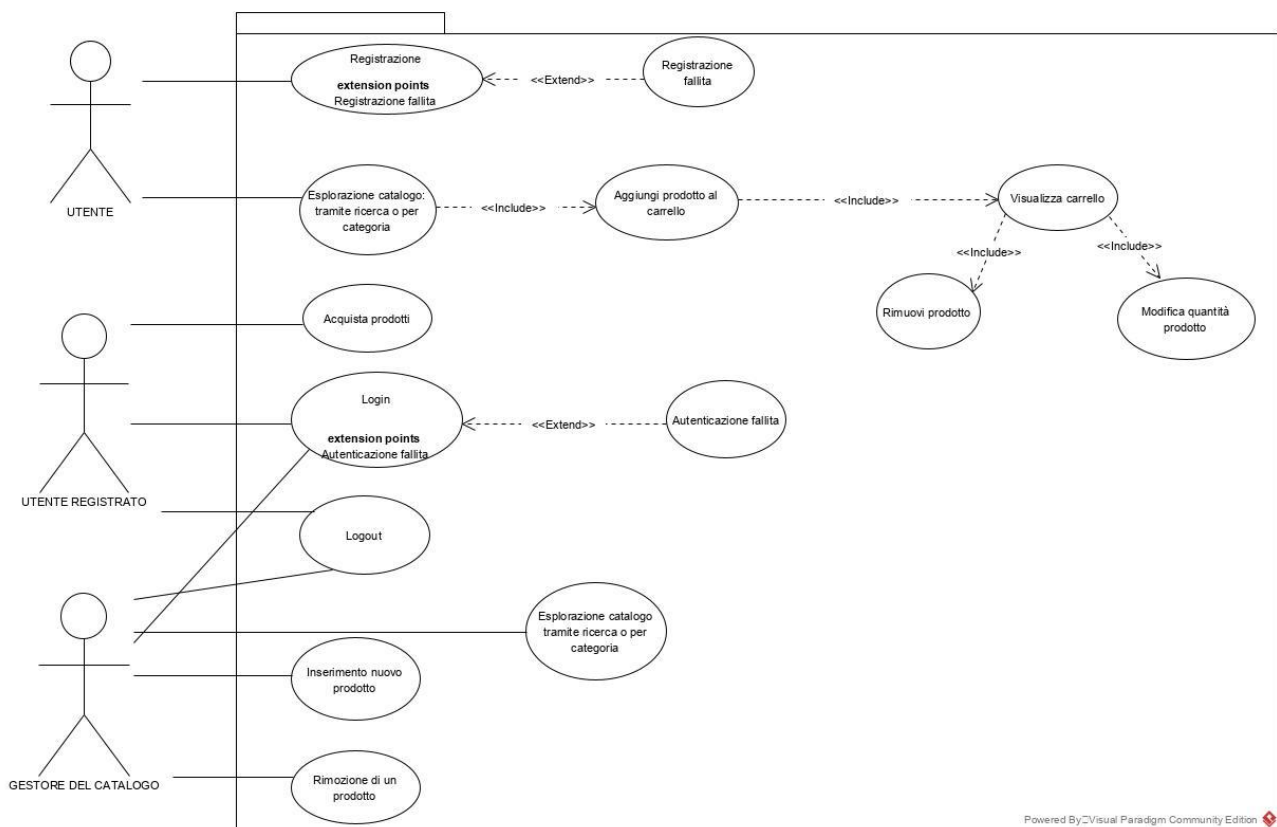 Registrazione
extension points
Registrazione fallita
<<Extend>>
Registrazione
fallita
UTENTE
Esplorazione catalogo:
tramite ricerca o per
categoria
<<Include>>
Aggiungi prodotto al
carrello
<<Include>>
Visualizza carrello
<<Include>>
<<Include>>
Rimuovi prodotto
Modifica quantità
prodotto
Acquista prodotti
Login
extension points
Autenticazione fallita
<<Extend>>
Autenticazione fallita
UTENTE REGISTRATO
Logout
Esplorazione catalogo
tramite ricerca o per
categoria
Inserimento nuovo
prodotto
GESTORE DEL CATALOGO
Rimozione di un
prodotto
Powered By Visual Paradigm Community Edition